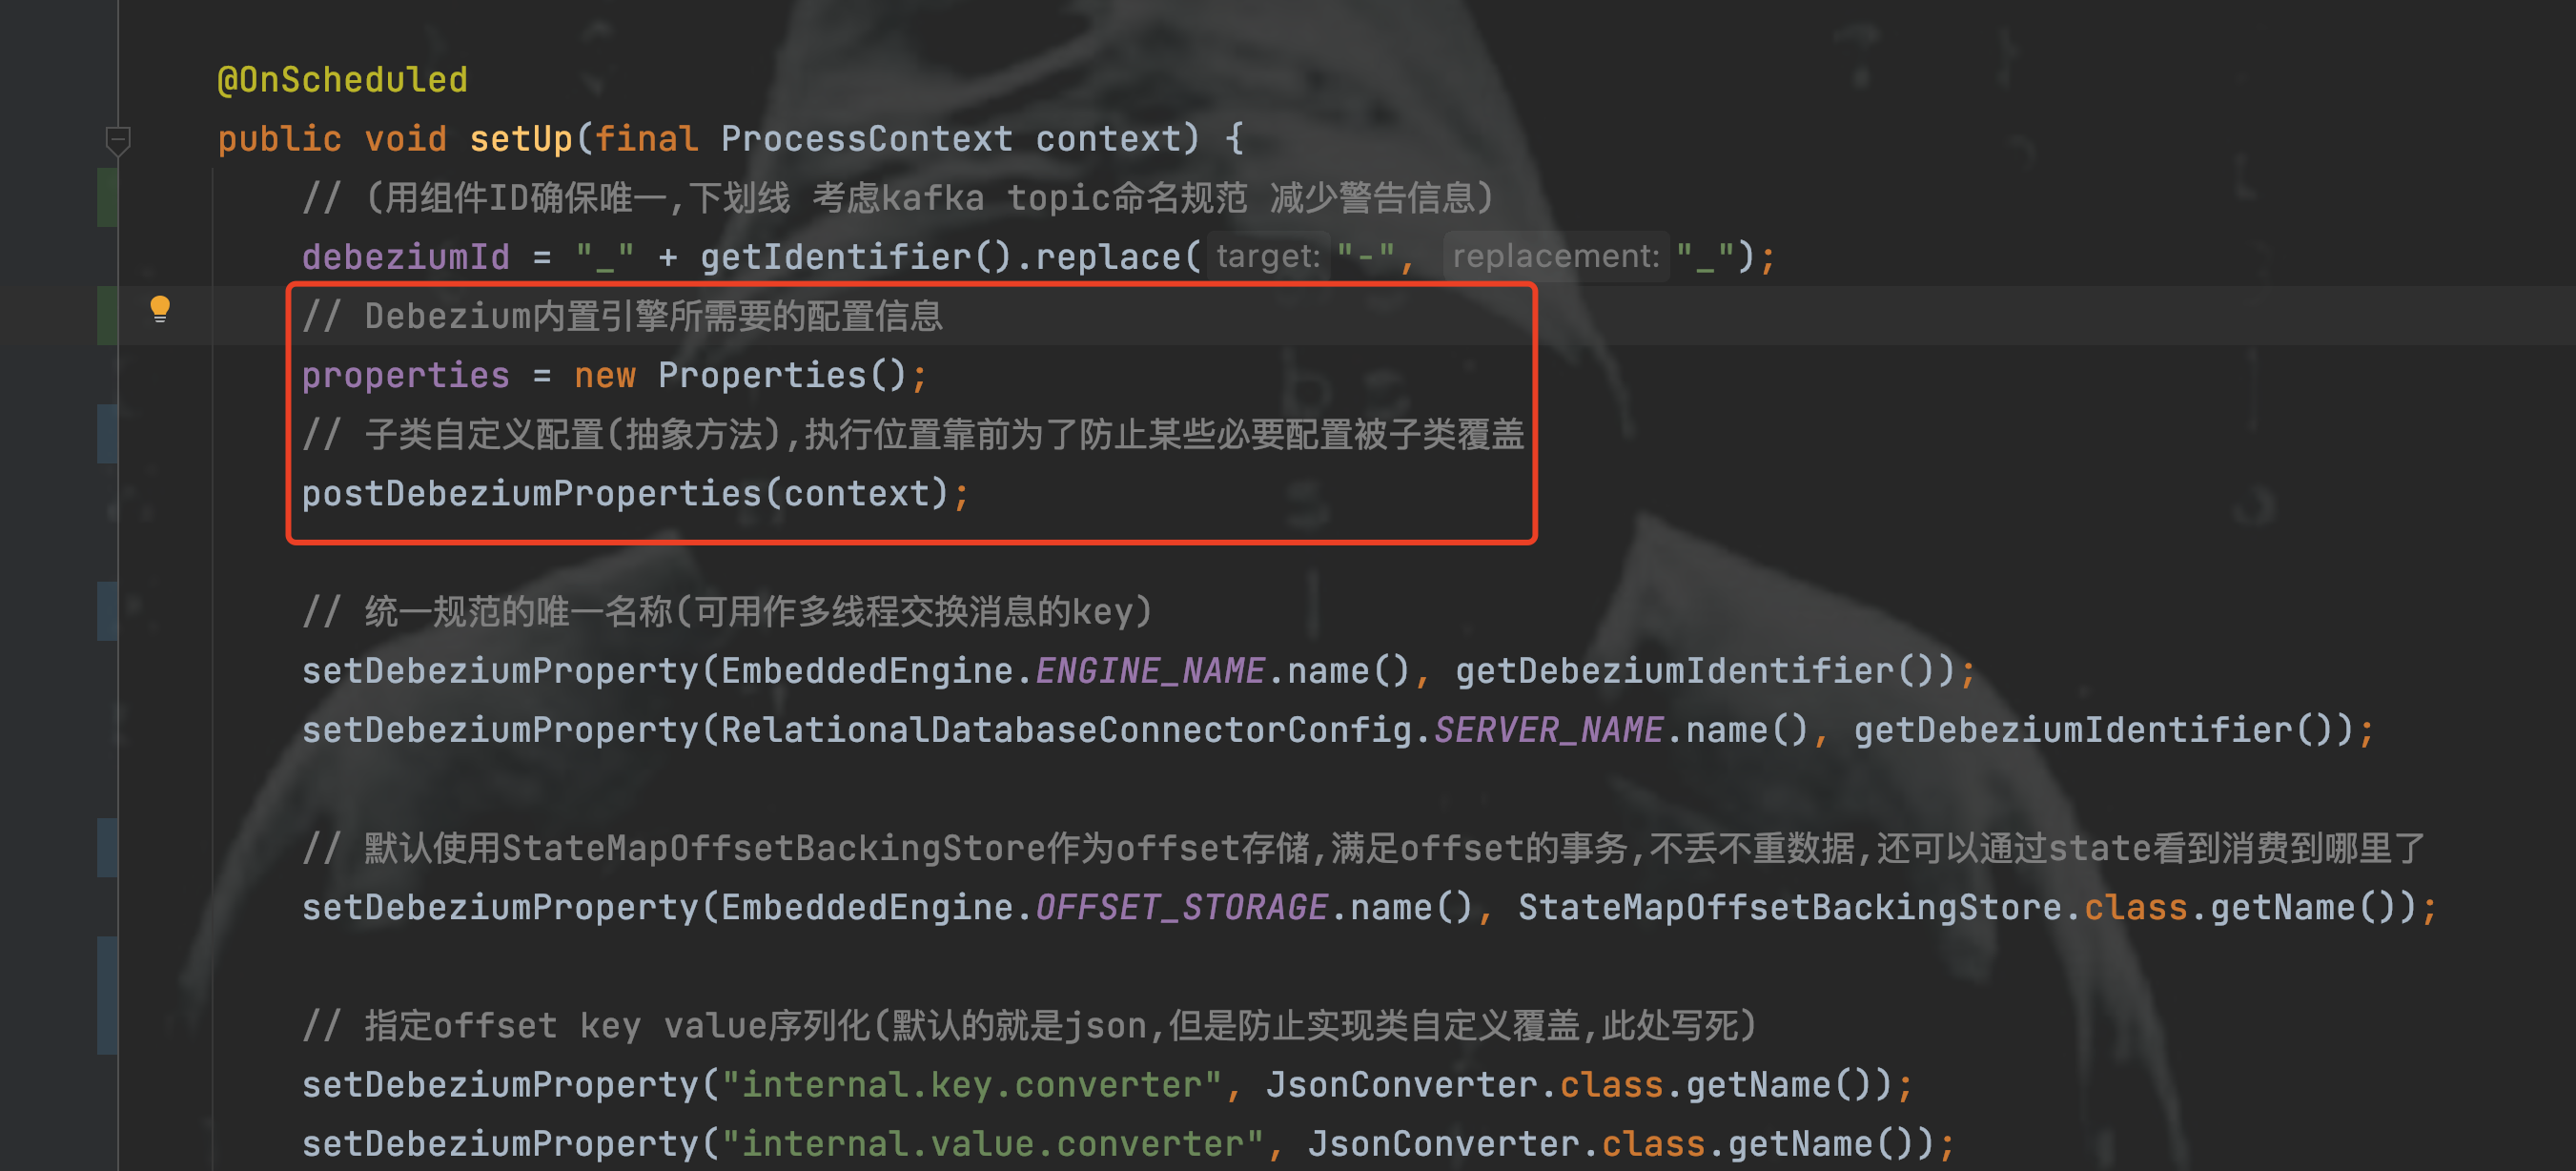 @OnScheduled
public void setUp(final ProcessContext context) {
// (用组件ID确保唯一,下划线 考虑kafka topic命名规范 减少警告信息)
debeziumId = "_" + getIdentifier().replace( target: "-", replacement: "_");
// Debezium内置引擎所需要的配置信息
properties = new Properties();
// 子类自定义配置(抽象方法),执行位置靠前为了防止某些必要配置被子类覆盖
postDebeziumProperties(context);
// 统一规范的唯一名称(可用作多线程交换消息的key)
setDebeziumProperty(EmbeddedEngine.ENGINE_NAME.name(), getDebeziumIdentifier());
setDebeziumProperty(RelationalDatabaseConnectorConfig.SERVER_NAME.name(), getDebeziumIdentifier());
// 默认使用StateMapOffsetBackingStore作为offset存储,满足offset的事务,不丢不重数据,还可以通过state看到消费到哪里了
setDebeziumProperty(EmbeddedEngine.OFFSET_STORAGE.name(), StateMapOffsetBackingStore.class.getName());
// 指定offset key value序列化(默认的就是json,但是防止实现类自定义覆盖,此处写死)
setDebeziumProperty("internal.key.converter", JsonConverter.class.getName());
setDebeziumProperty("internal.value.converter", JsonConverter.class.getName());